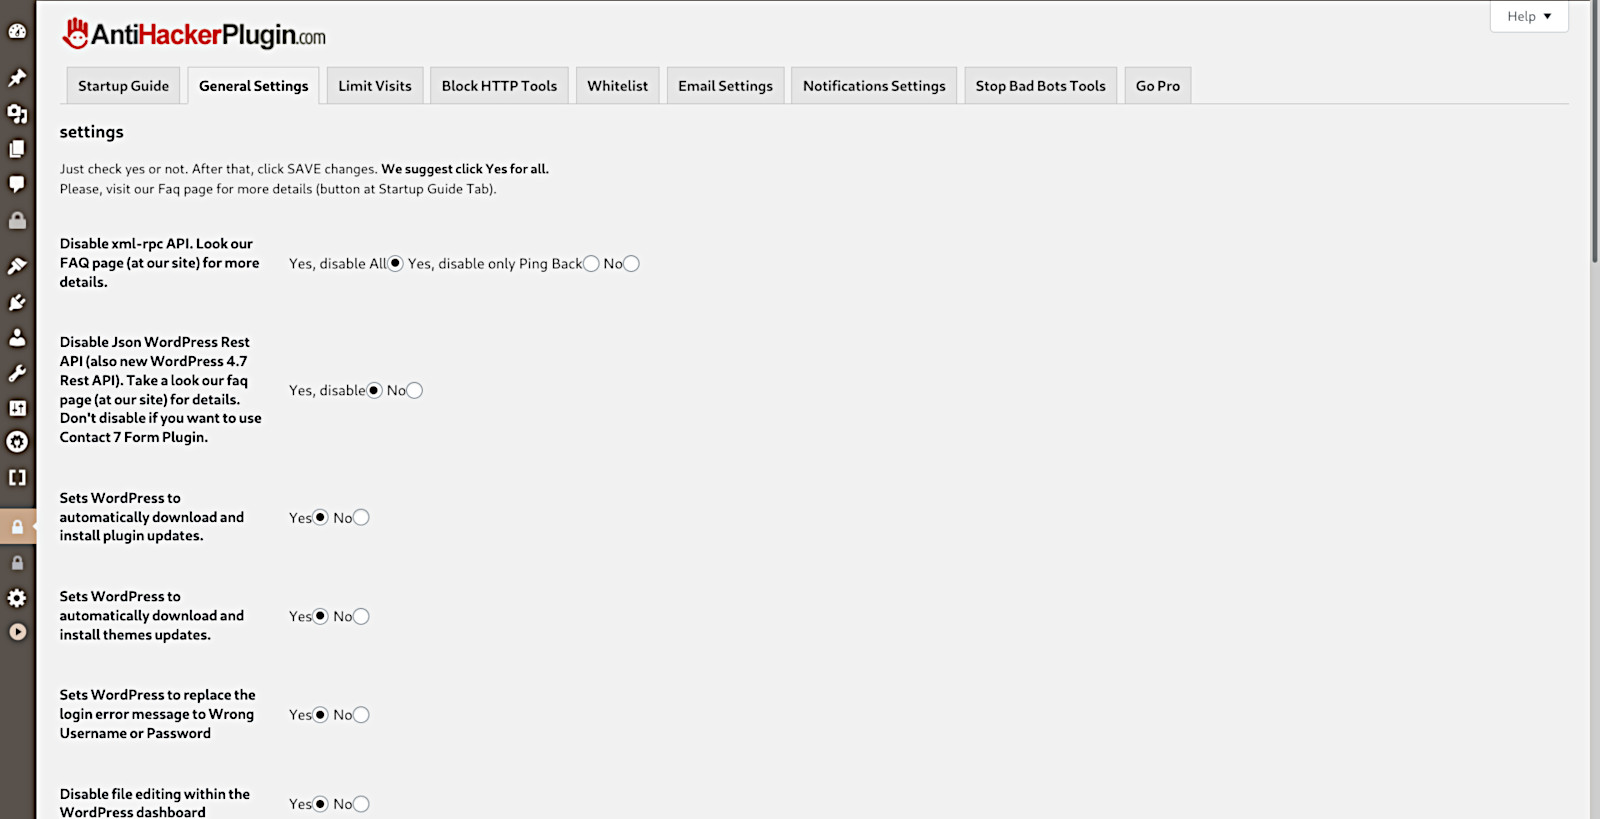 AntiHackerPlugin.com
Help
Startup Guide
General Settings
Limit Visits
Block HTTP Tools
Whitelist
Email Settings
Notifications Settings
Stop Bad Bots Tools
Go Pro
settings
Just check yes or not. After that, click SAVE changes. We suggest click Yes for all.
Please, visit our Faq page for more details (button at Startup Guide Tab).
Disable xml-rpc API. Look our
FAQ page (at our site) for more
details.
Yes, disable All Yes, disable only Ping Back No
Disable Json WordPress Rest
API (also new WordPress 4.7
Rest API). Take a look our faq
page (at our site) for details.
Don't disable if you want to use
Contact 7 Form Plugin.
Yes, disable No
Sets WordPress to
automatically download and
install plugin updates.
Yes No
Sets WordPress to
automatically download and
install themes updates.
Yes No
Sets WordPress to replace the
login error message to Wrong
Username or Password
Yes No
Disable file editing within the
WordPress dashboard
Yes No